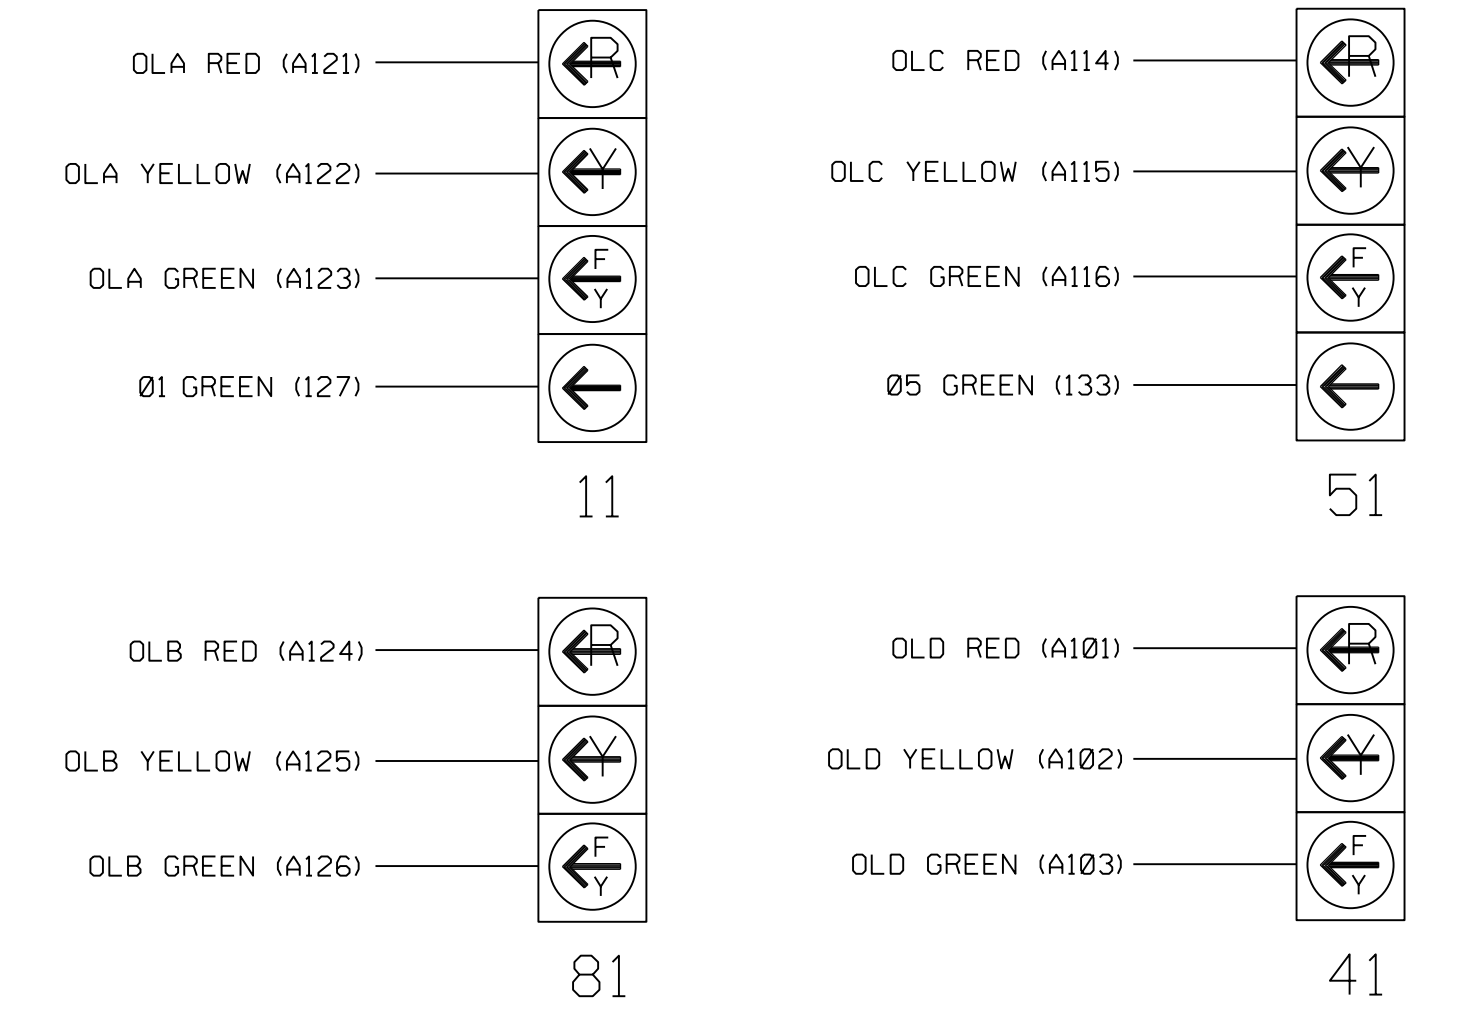 OLA RED (A121)
R
OLA YELLOW (A122)
Y
OLA GREEN (A123)
F
Y
Ø1 GREEN (127)
11
OLC RED (A114)
R
OLC YELLOW (A115)
Y
OLC GREEN (A116)
F
Y
Ø5 GREEN (133)
51
OLB RED (A124)
R
OLB YELLOW (A125)
Y
OLB GREEN (A126)
F
Y
81
OLD RED (A1Ø1)
R
OLD YELLOW (A1Ø2)
Y
OLD GREEN (A1Ø3)
F
Y
41